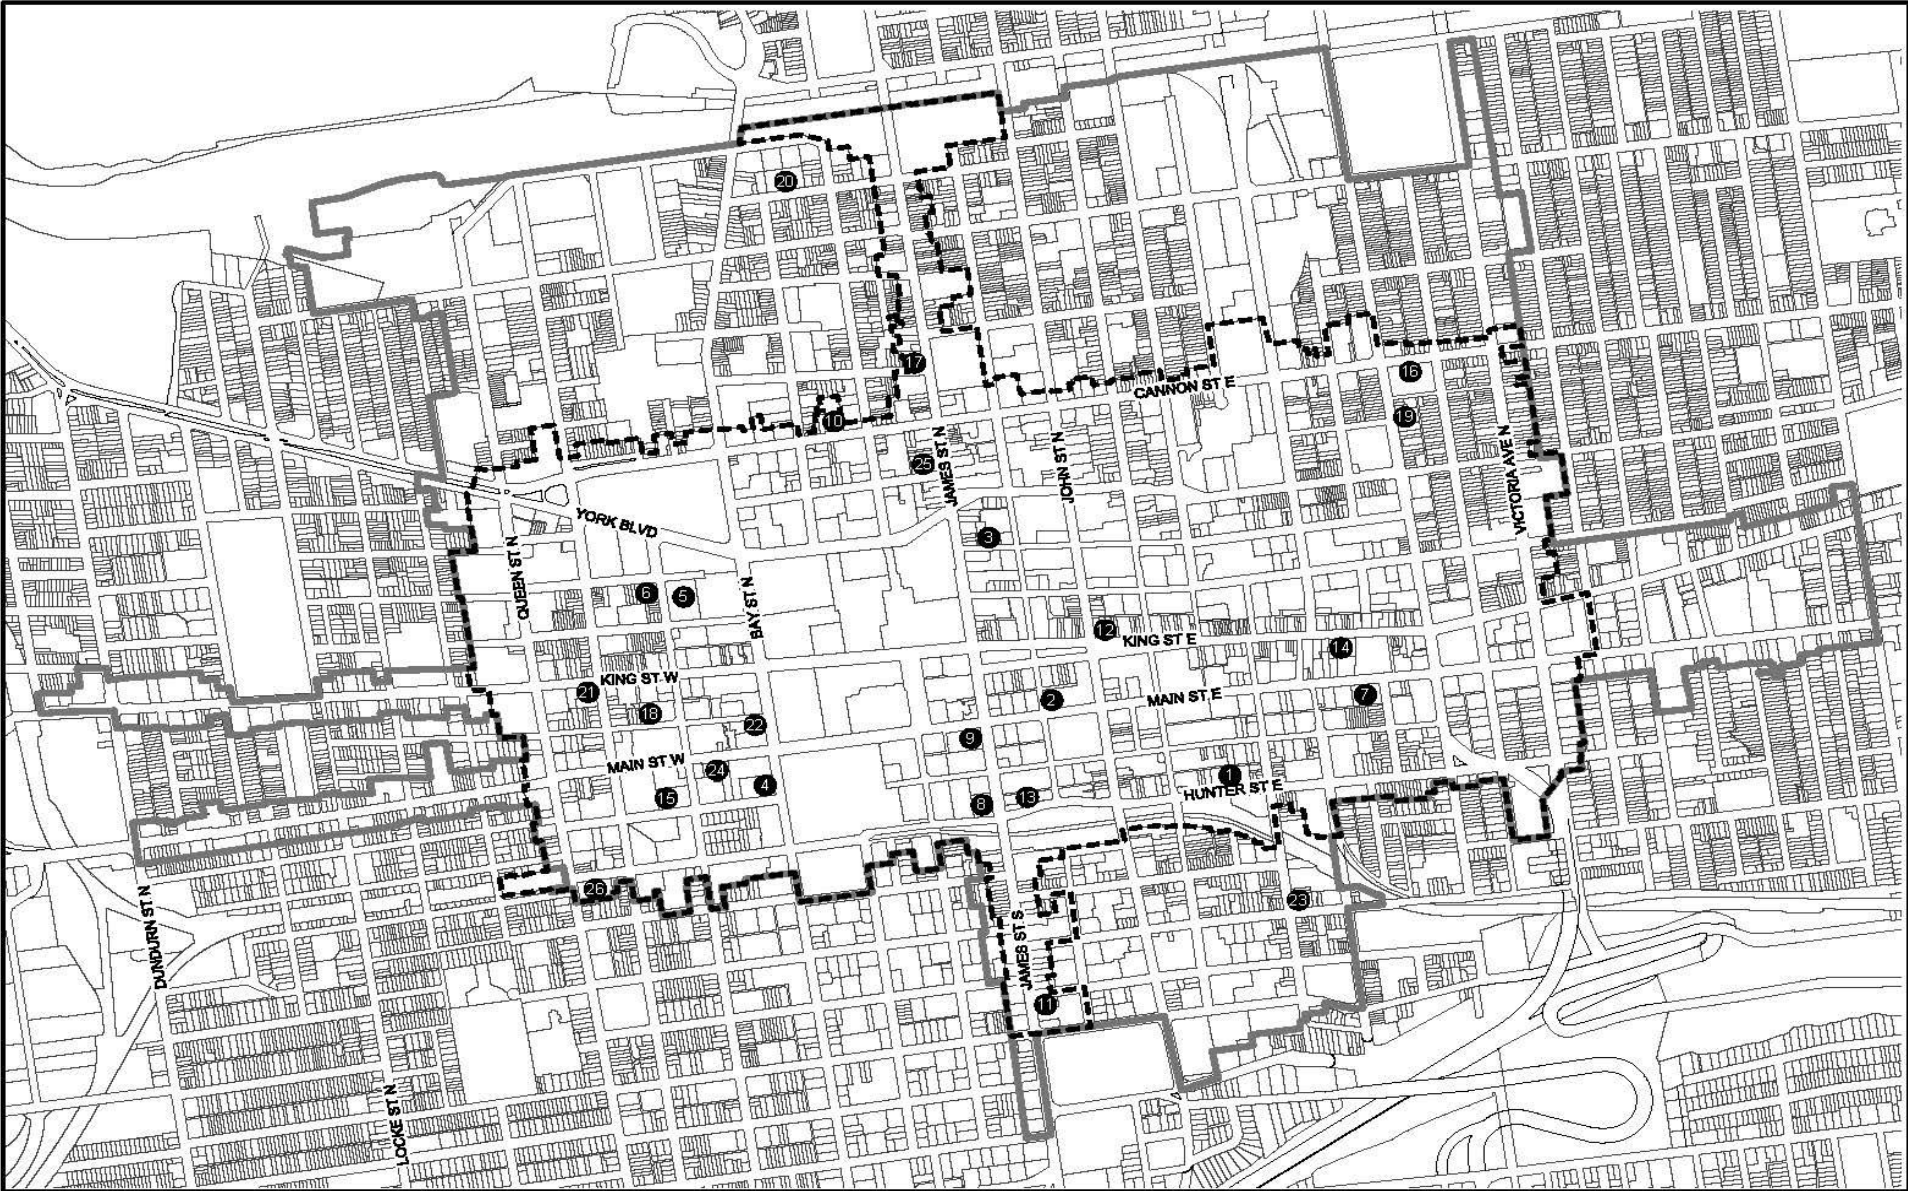 20
17
16
CANNON ST E
10
19
25
JAMES ST N
JOHN ST N
VICTORIA AVE N
YORK BLVD
3
QUEEN ST N
6
5
BAY ST N
12
KING ST E
14
KING ST W
21
18
2
MAIN ST E
7
22
9
MAIN ST W
24
4
15
1
HUNTER ST E
8
13
26
23
DUNDURN ST N
JAMES ST S
11
LOCKE ST N